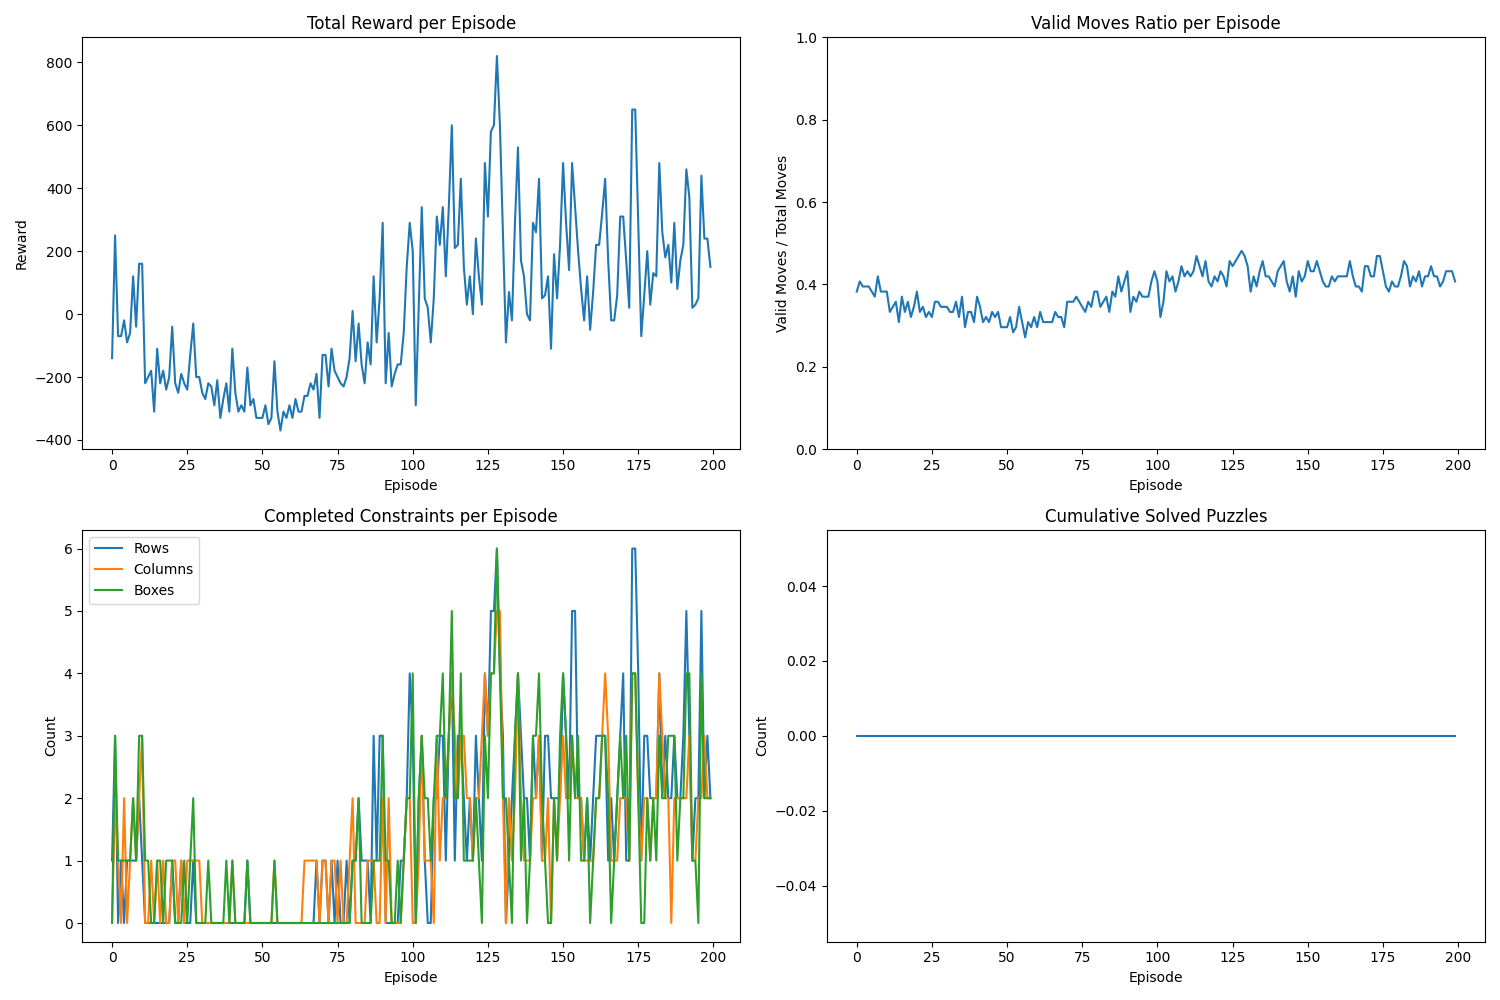 Total Reward per Episode
Reward
800
600
400
200
0
−200
−400
0 25 50 75 100 125 150 175 200
Episode
Valid Moves Ratio per Episode
Valid Moves / Total Moves
1.0
0.8
0.6
0.4
0.2
0.0
0 25 50 75 100 125 150 175 200
Episode
Completed Constraints per Episode
Rows
Columns
Boxes
Count
6
5
4
3
2
1
0
0 25 50 75 100 125 150 175 200
Episode
Cumulative Solved Puzzles
Count
0.04
0.02
0.00
−0.02
−0.04
0 25 50 75 100 125 150 175 200
Episode